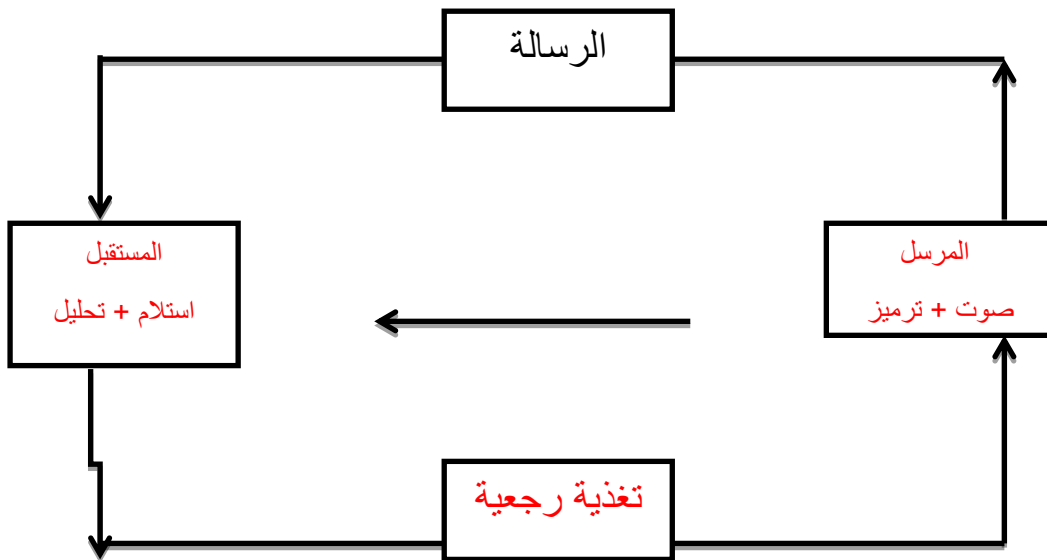 الرسالة
المرسل
صوت + ترميز
المستقبل
استلام + تحليل
تغذية رجعية